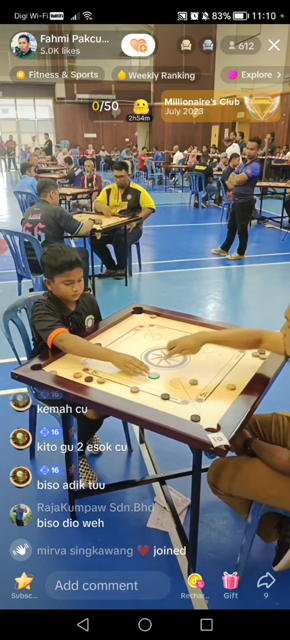 Digi Wi-Fi
83%
11:10
Fahmi Pakcu...
5.0K likes
612
Fitness & Sports
Weekly Ranking
Explore >
0/50
2h54m
Millionaire's Club
July 2023
16
kemah cu
16
kito gu 2 esok cu
16
biso adik tuu
RajaKumpaw Sdn.Bhd
biso dio weh
mirva singkawang ❤️ joined
Subsc...
Add comment
Rechar...
Gift
9